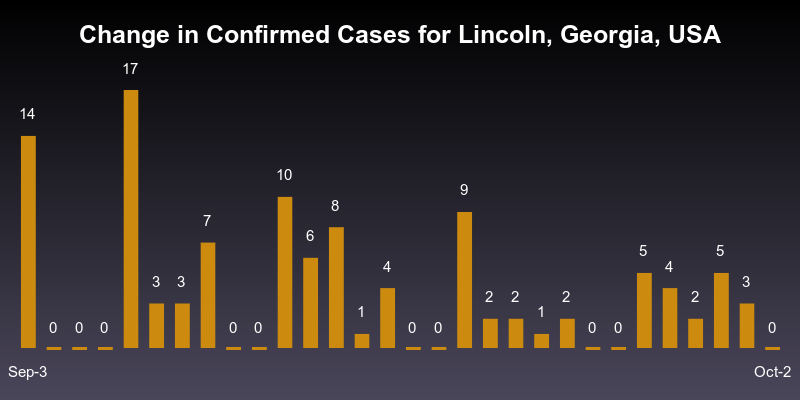 Change in Confirmed Cases for Lincoln, Georgia, USA
14 0 0 0 17 3 3 7 0 0 10 6 8 1 4 0 0 9 2 2 1 2 0 0 5 4 2 5 3 0
Sep-3 Oct-2